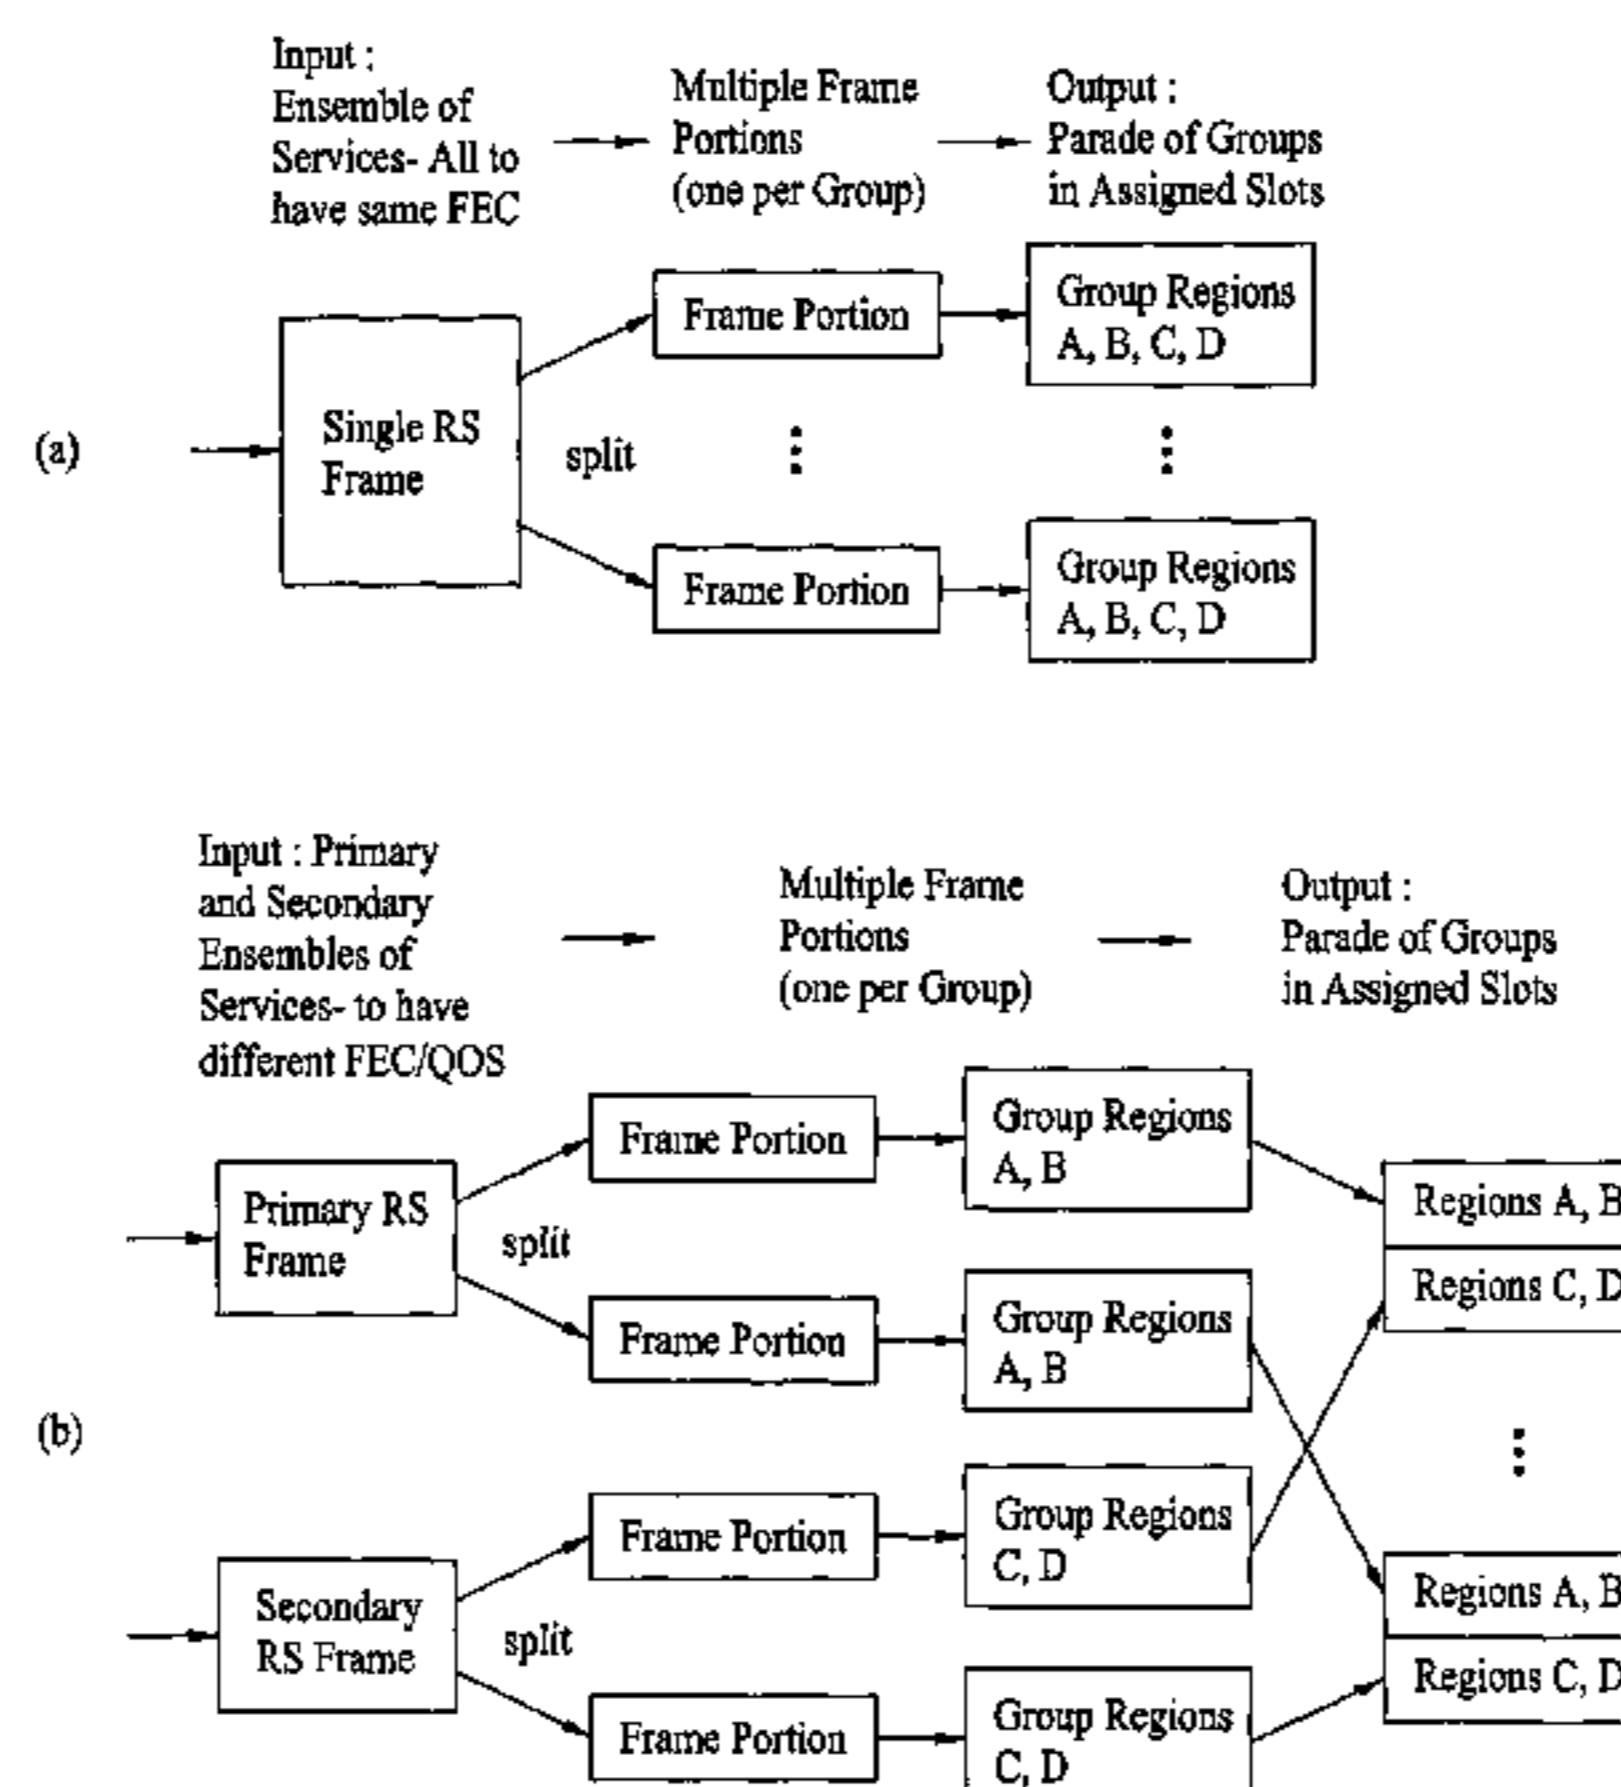 Input :
Ensemble of
Services- All to
have same FEC
Multiple Frame
Portions
(one per Group)
Output :
Parade of Groups
in Assigned Slots
(a)
Single RS
Frame
split
Frame Portion
Group Regions
A, B, C, D
Frame Portion
Group Regions
A, B, C, D
Input : Primary
and Secondary
Ensembles of
Services- to have
different FEC/QOS
Multiple Frame
Portions
(one per Group)
Output :
Parade of Groups
in Assigned Slots
(b)
Primary RS
Frame
split
Frame Portion
Group Regions
A, B
Frame Portion
Group Regions
A, B
Secondary
RS Frame
split
Frame Portion
Group Regions
C, D
Frame Portion
Group Regions
C, D
Regions A, B
Regions C, D
Regions A, B
Regions C, D